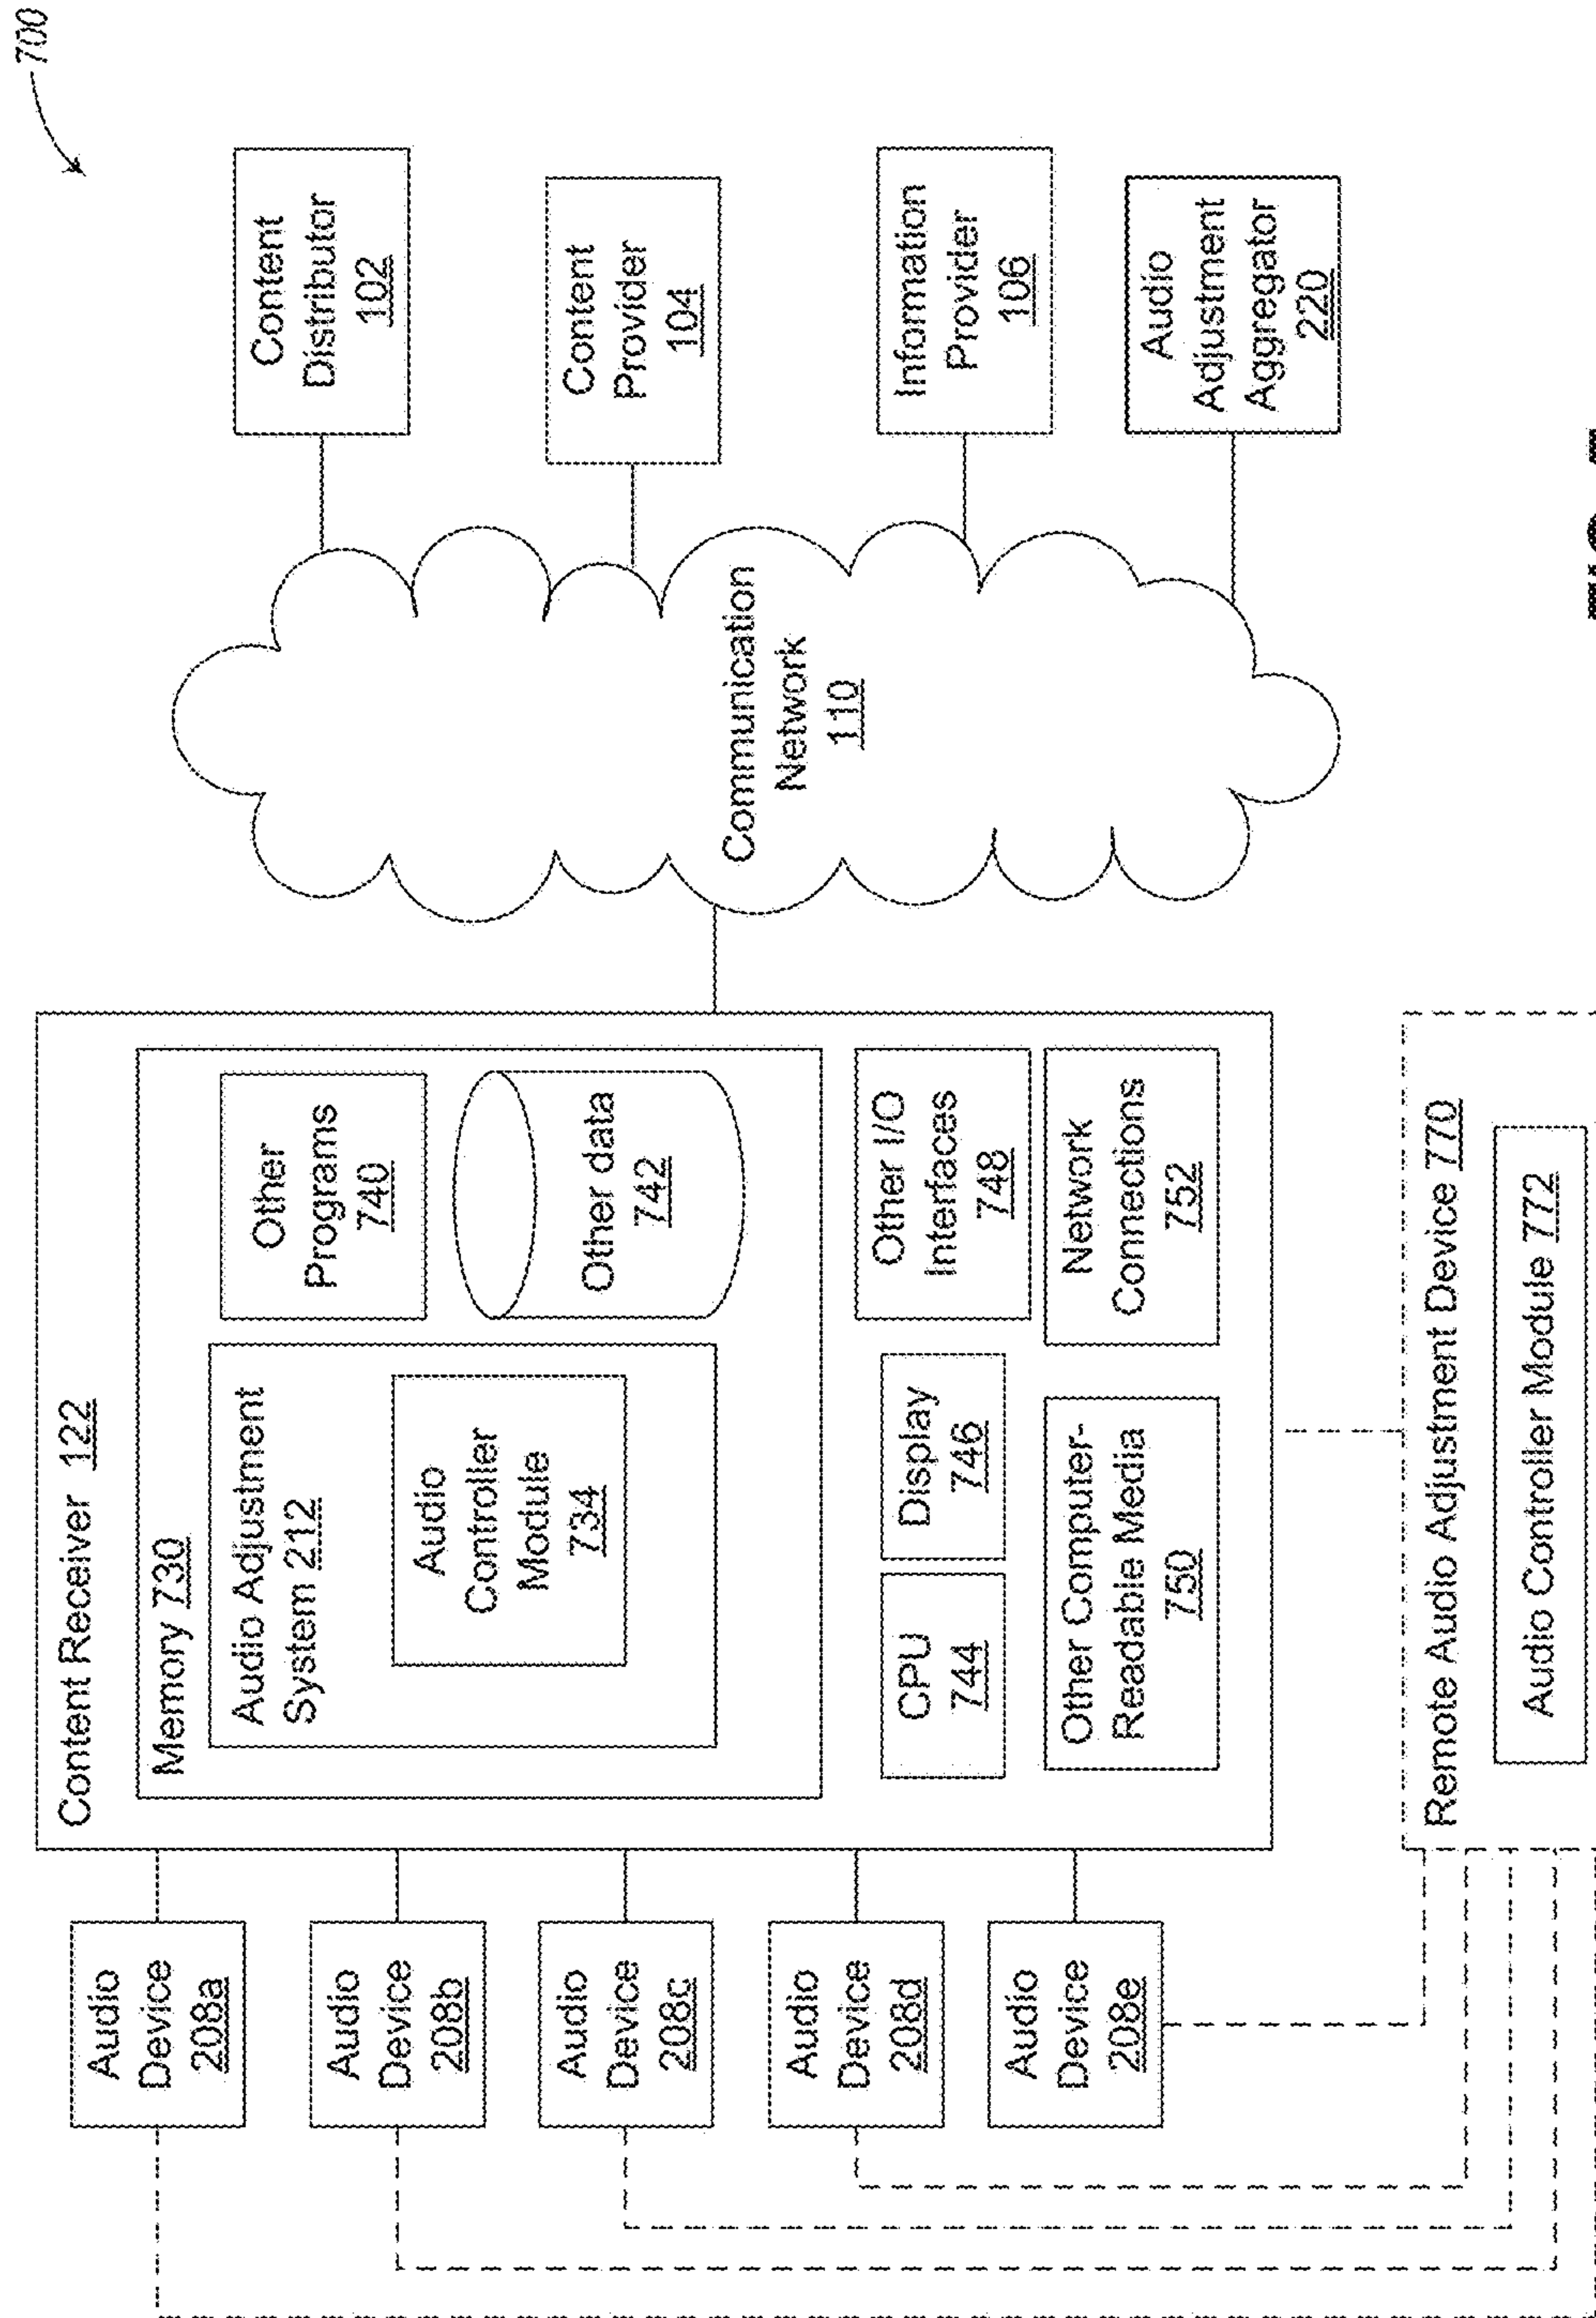 700
Audio
Device
208a
Audio
Device
208b
Audio
Device
208c
Audio
Device
208d
Audio
Device
208e
Content Receiver 122
Memory 730
Audio Adjustment
System 212
Audio
Controller
Module
734
Other
Programs
740
Other data
742
CPU
744
Display
746
Other I/O
Interfaces
748
Other Computer-
Readable Media
750
Network
Connections
752
Remote Audio Adjustment Device 770
Audio Controller Module 772
Communication
Network
110
Content
Distributor
102
Content
Provider
104
Information
Provider
106
Audio
Adjustment
Aggregator
220